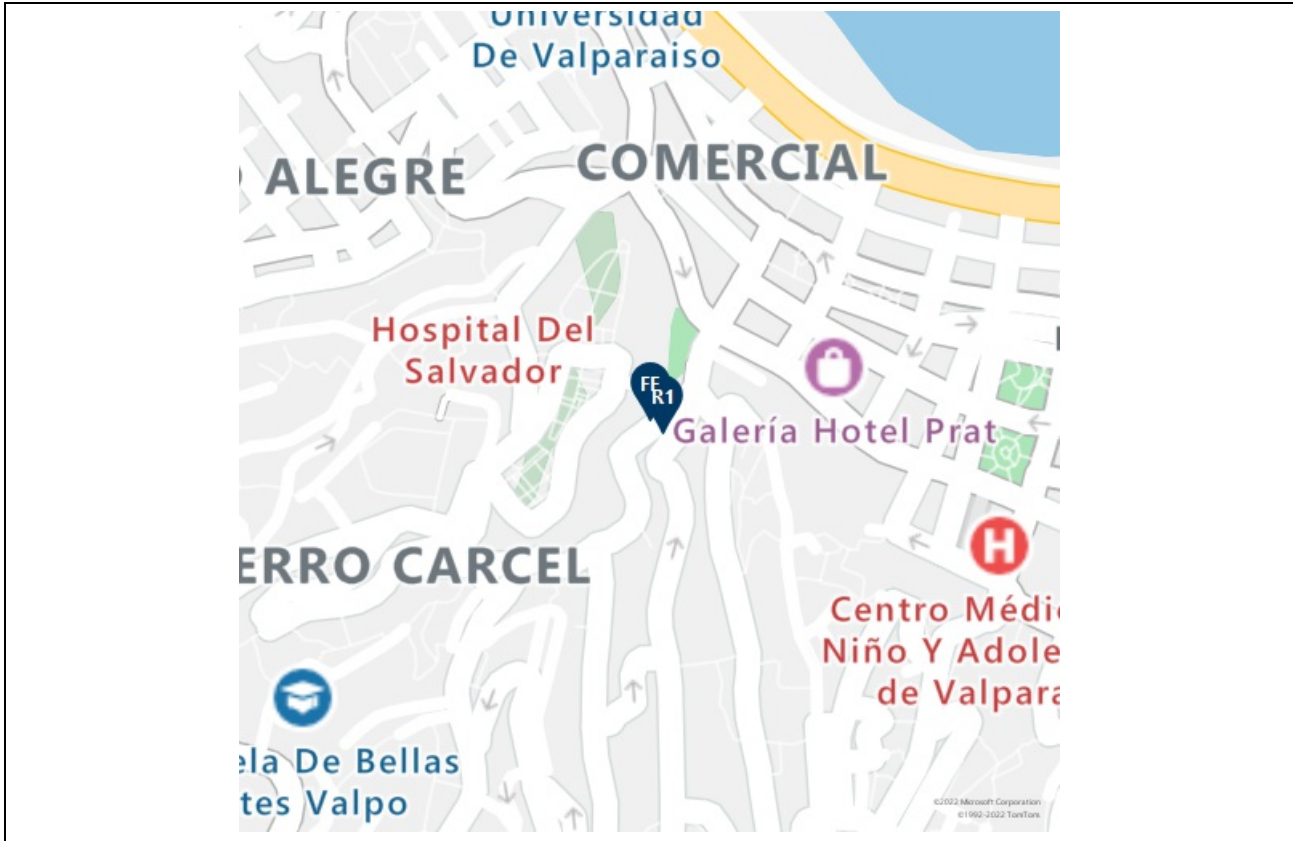 Universidad
De Valparaiso
ALEGRE
COMERCIAL
Hospital Del
Salvador
FE
R1
Galería Hotel Prat
ERRO CARCEL
H
Centro Médi
Niño Y Adole
de Valpara
ela De Bellas
tes Valpo
©2022 Microsoft Corporation
©1992-2022 TomTom